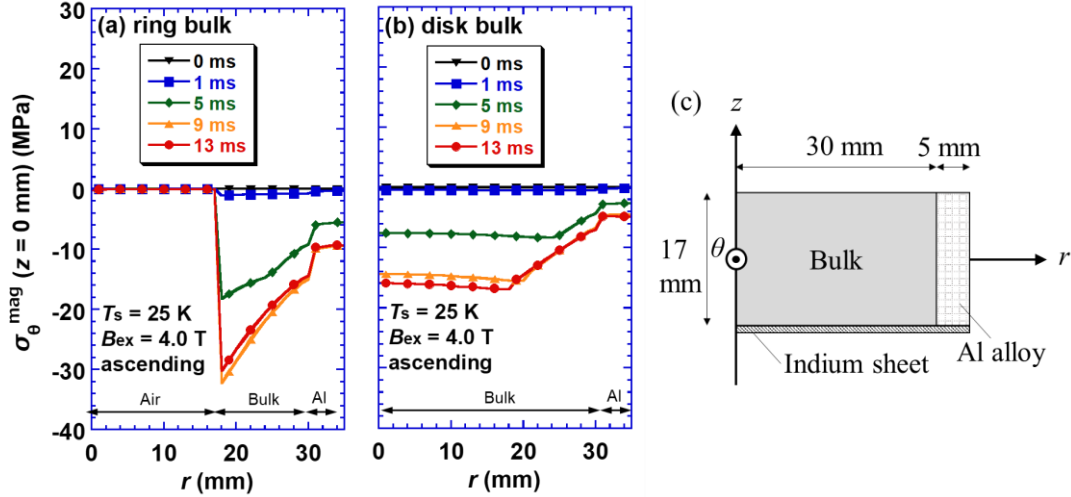 σθ^mag (z = 0 mm) (MPa)
30
20
10
0
-10
-20
-30
-40
(a) ring bulk
0 ms
1 ms
5 ms
9 ms
13 ms
Ts = 25 K
Bex = 4.0 T
ascending
Air
Bulk
Al
0 10 20 30
r (mm)
(b) disk bulk
0 ms
1 ms
5 ms
9 ms
13 ms
Ts = 25 K
Bex = 4.0 T
ascending
Bulk
Al
0 10 20 30
r (mm)
(c)
z
30 mm
5 mm
17
mm
θ
Bulk
r
Indium sheet
Al alloy